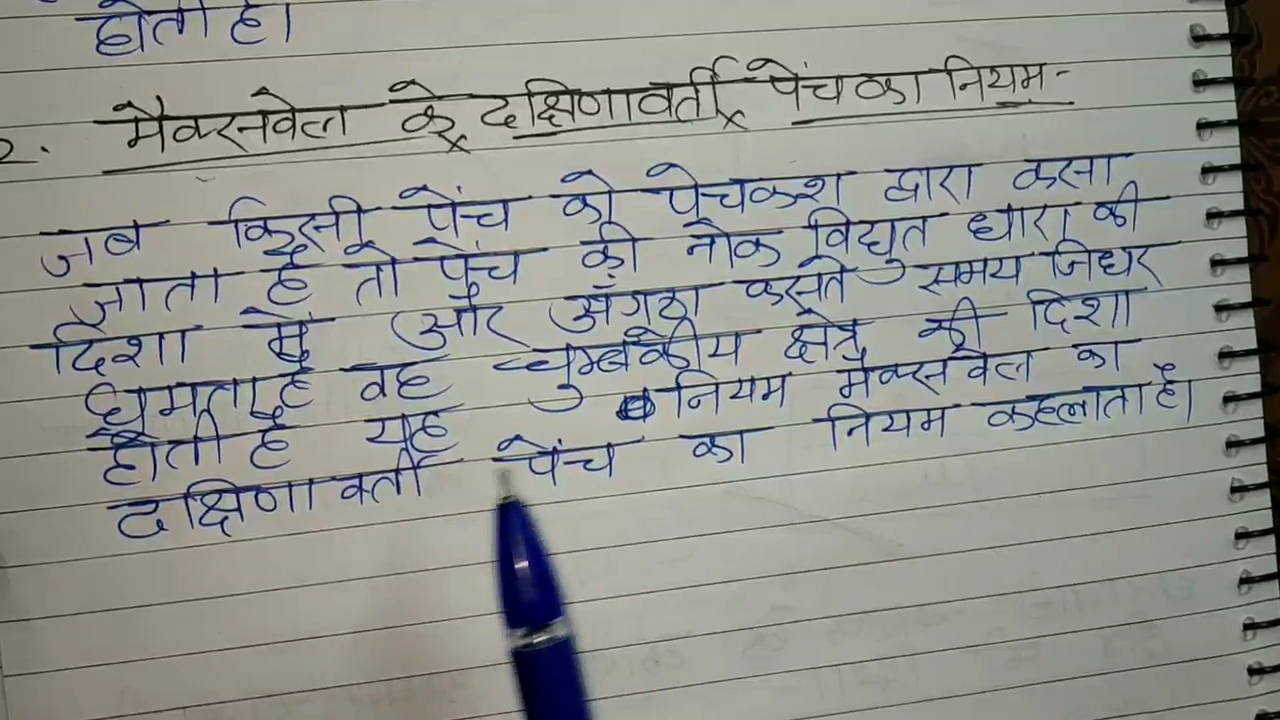 होती है।
2. मैक्सवेल के दक्षिणावर्ती पेंच का नियम-
जब किसी पेंच को पेचकश द्वारा कसा
जाता है तो पेंच की नोक विद्युत धारा की
दिशा में और अँगूठा कसते समय जिधर
घूमता है वह चुम्बकीय क्षेत्र की दिशा
होती है यह नियम मैक्सवेल का
दक्षिणावर्ती पेंच का नियम कहलाता है।